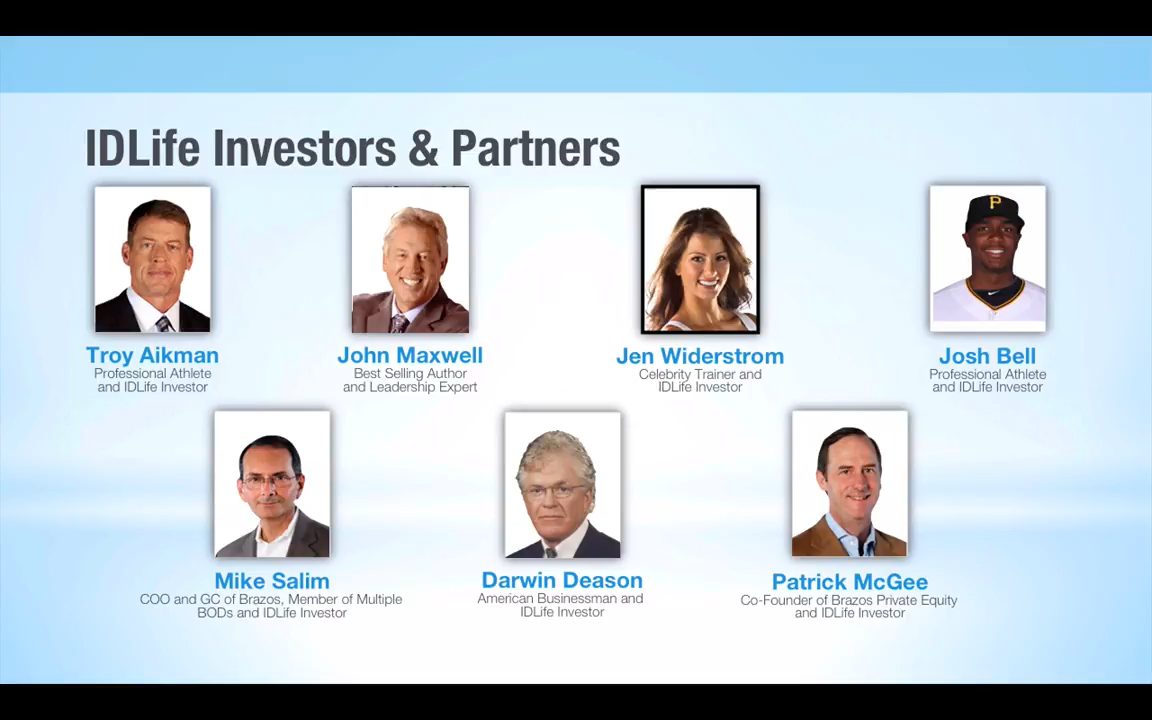 IDLife Investors & Partners
P
Troy Aikman
Professional Athlete
and IDLife Investor
John Maxwell
Best Selling Author
and Leadership Expert
Jen Widerstrom
Celebrity Trainer and
IDLife Investor
Josh Bell
Professional Athlete
and IDLife Investor
Mike Salim
COO and GC of Brazos, Member of Multiple
BODs and IDLife Investor
Darwin Deason
American Businessman and
IDLife Investor
Patrick McGee
Co-Founder of Brazos Private Equity
and IDLife Investor